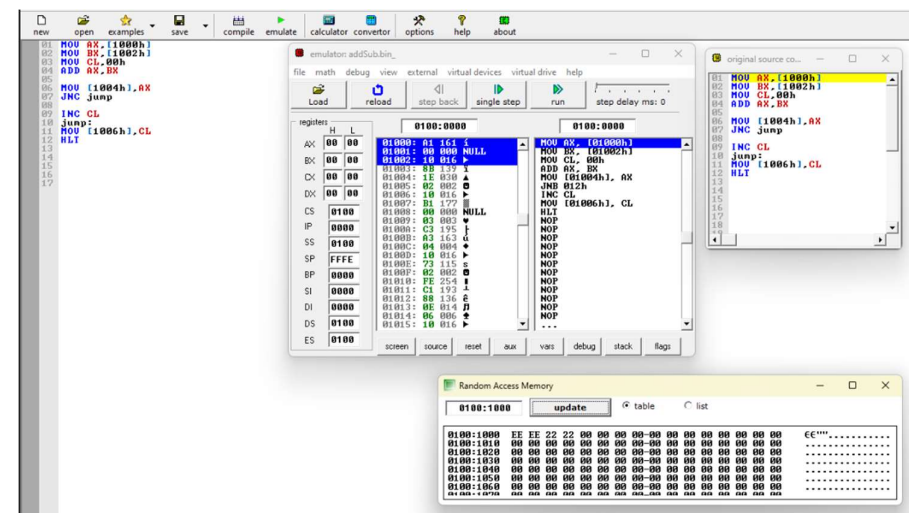 new open examples save compile emulate calculator convertor options help about
01 MOV AX,[1000h]
02 MOV BX,[1002h]
03 MOV CL,00h
04 ADD AX,BX
05
06 MOV [1004h],AX
07 JNC jump
08
09 INC CL
10 jump:
11 MOV [1006h],CL
12 HLT
13
14
15
16
17
emulator: addSub.bin_
file math debug view external virtual devices virtual drive help
Load reload step back single step run step delay ms: 0
registers
H L
AX 00 00
BX 00 00
CX 00 00
DX 00 00
CS 0100
IP 0000
SS 0100
SP FFFE
BP 0000
SI 0000
DI 0000
DS 0100
ES 0100
0100:0000
01000: A1 161 í
01001: 00 000 NULL
01002: 10 016 ►
01003: 8B 139 ï
01004: 1E 030 ▲
01005: 02 002 ☻
01006: 10 016 ►
01007: B1 177 ▒
01008: 00 000 NULL
01009: 03 003 ♥
0100A: C3 195 ├
0100B: A3 163 ú
0100C: 04 004 ♦
0100D: 10 016 ►
0100E: 73 115 s
0100F: 02 002 ☻
01010: FE 254 ■
01011: C1 193 ┴
01012: 88 136 ê
01013: 0E 014 ♫
01014: 06 006 ♠
01015: 10 016 ►
0100:0000
MOV AX, [01000h]
MOV BX, [01002h]
MOV CL, 00h
ADD AX, BX
MOV [01004h], AX
JNB 012h
INC CL
MOV [01006h], CL
HLT
NOP
NOP
NOP
NOP
NOP
NOP
NOP
NOP
NOP
NOP
NOP
NOP
...
screen source reset aux vars debug stack flags
original source co...
01 MOV AX,[1000h]
02 MOV BX,[1002h]
03 MOV CL,00h
04 ADD AX,BX
05
06 MOV [1004h],AX
07 JNC jump
08
09 INC CL
10 jump:
11 MOV [1006h],CL
12 HLT
13
14
15
16
17
18
Random Access Memory
0100:1000 update table list
0100:1000 EE EE 22 22 00 00 00 00-00 00 00 00 00 00 00 00 єє""............
0100:1010 00 00 00 00 00 00 00 00-00 00 00 00 00 00 00 00 ................
0100:1020 00 00 00 00 00 00 00 00-00 00 00 00 00 00 00 00 ................
0100:1030 00 00 00 00 00 00 00 00-00 00 00 00 00 00 00 00 ................
0100:1040 00 00 00 00 00 00 00 00-00 00 00 00 00 00 00 00 ................
0100:1050 00 00 00 00 00 00 00 00-00 00 00 00 00 00 00 00 ................
0100:1060 00 00 00 00 00 00 00 00-00 00 00 00 00 00 00 00 ................